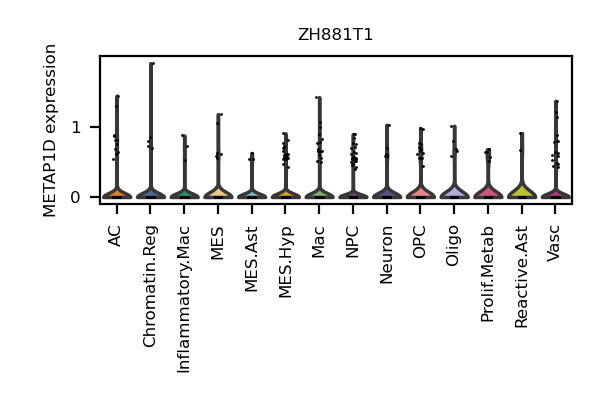 ZH881T1
METAP1D expression
1
0
AC
Chromatin.Reg
Inflammatory.Mac
MES
MES.Ast
MES.Hyp
Mac
NPC
Neuron
OPC
Oligo
Prolif.Metab
Reactive.Ast
Vasc